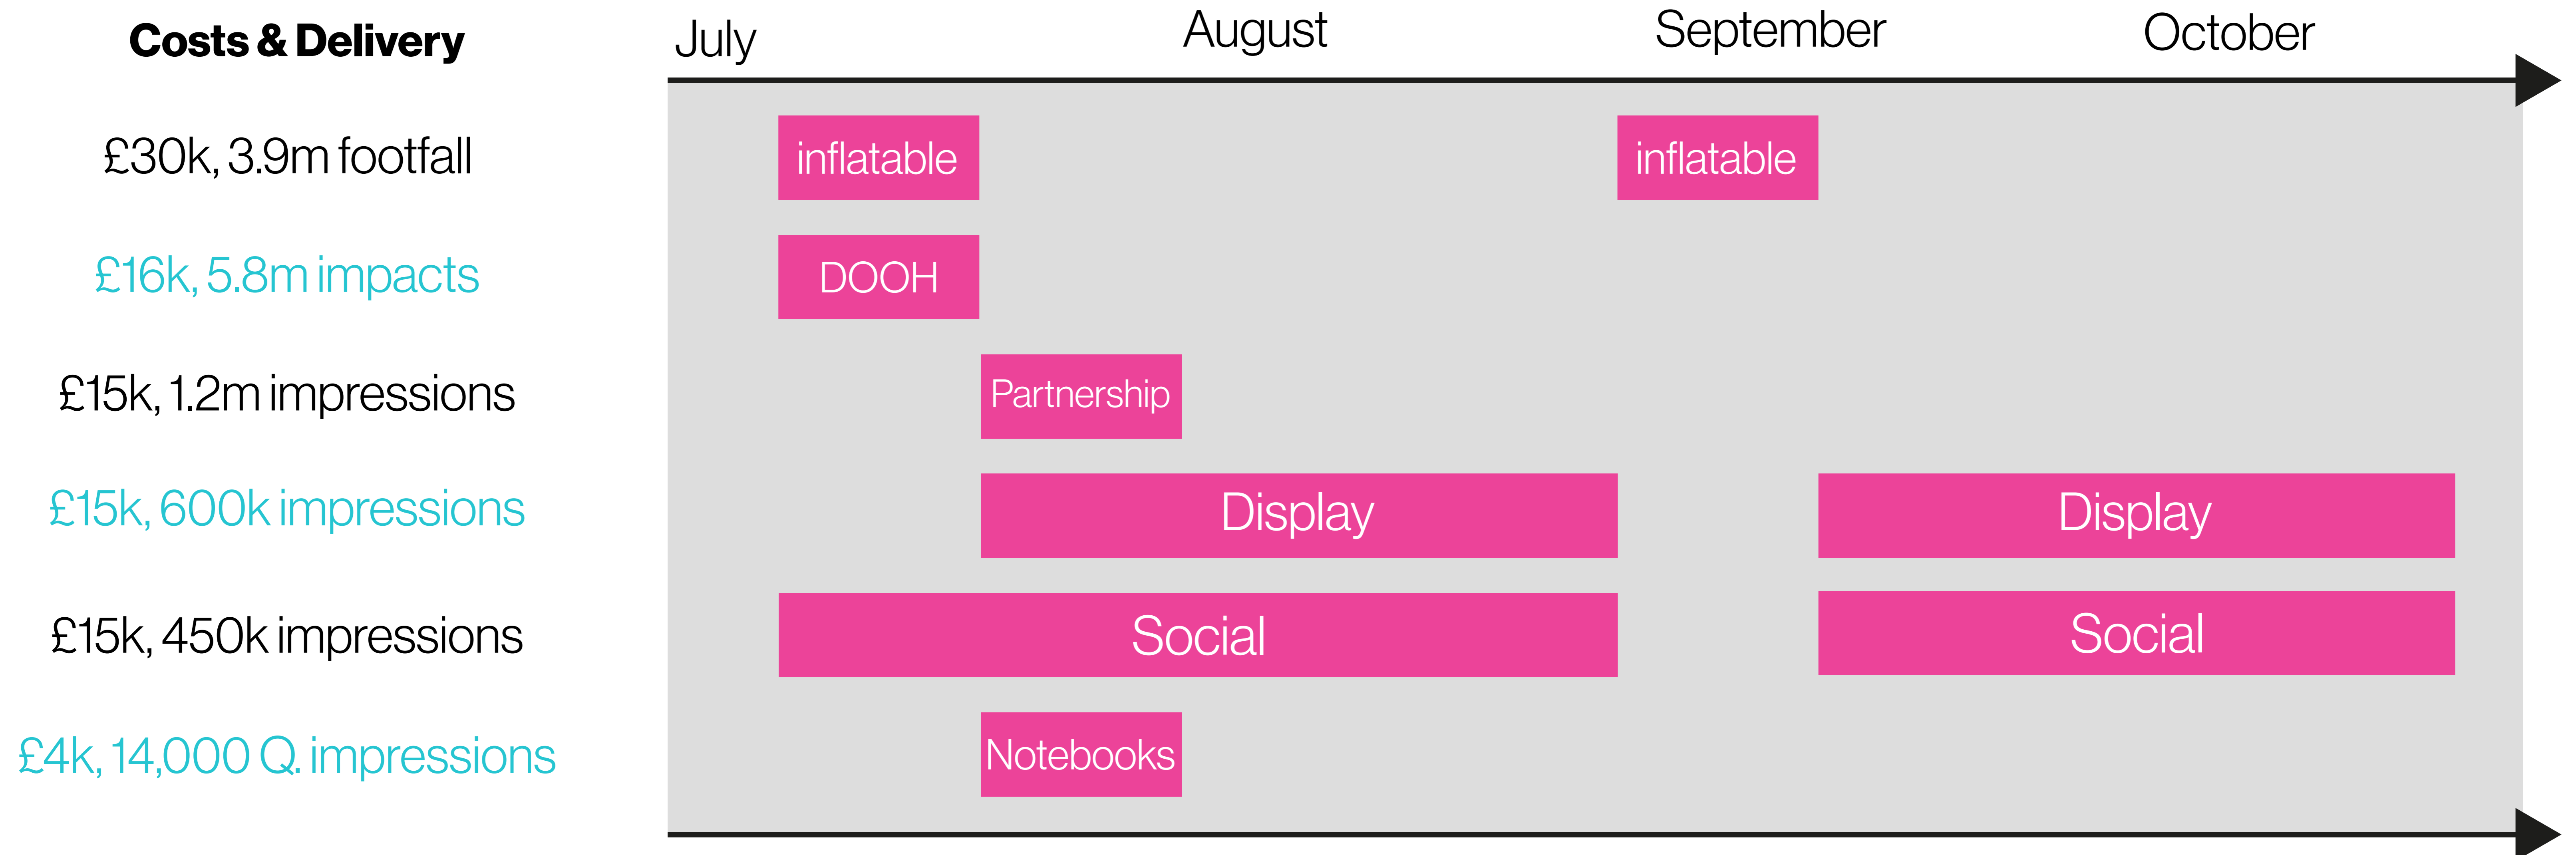 Costs & Delivery July August September October
£30k, 3.9m footfall inflatable inflatable
£16k, 5.8m impacts DOOH
£15k, 1.2m impressions Partnership
£15k, 600k impressions Display Display
£15k, 450k impressions Social Social
£4k, 14,000 Q. impressions Notebooks